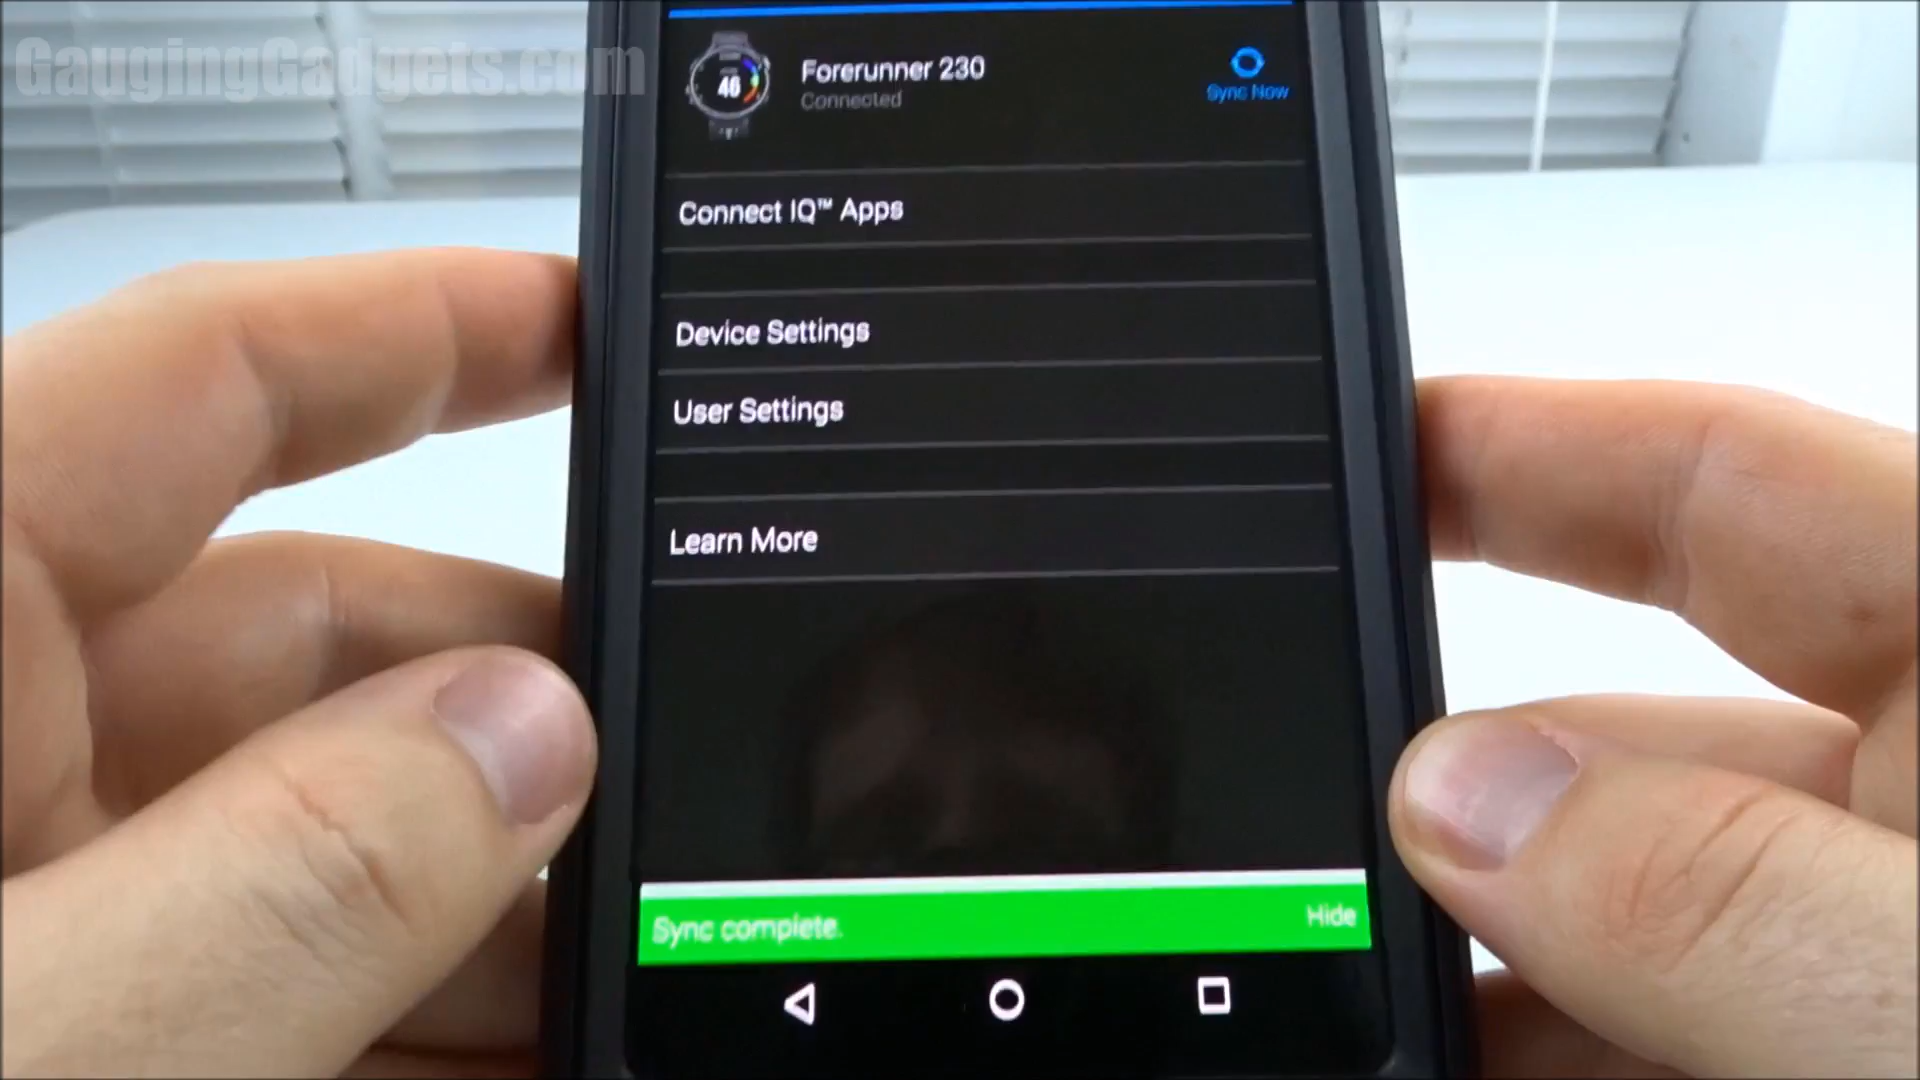 GaugingGadgets.com
46
Forerunner 230
Connected
Sync Now
Connect IQ™ Apps
Device Settings
User Settings
Learn More
Sync complete.
Hide